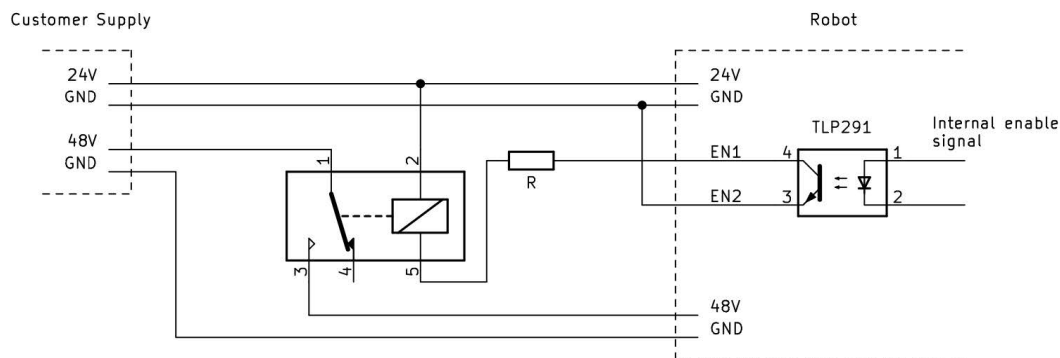 Customer Supply
Robot
24V
GND
48V
GND
24V
GND
TLP291
Internal enable
signal
EN1
EN2
4
3
1
2
1
2
R
3
4
5
48V
GND